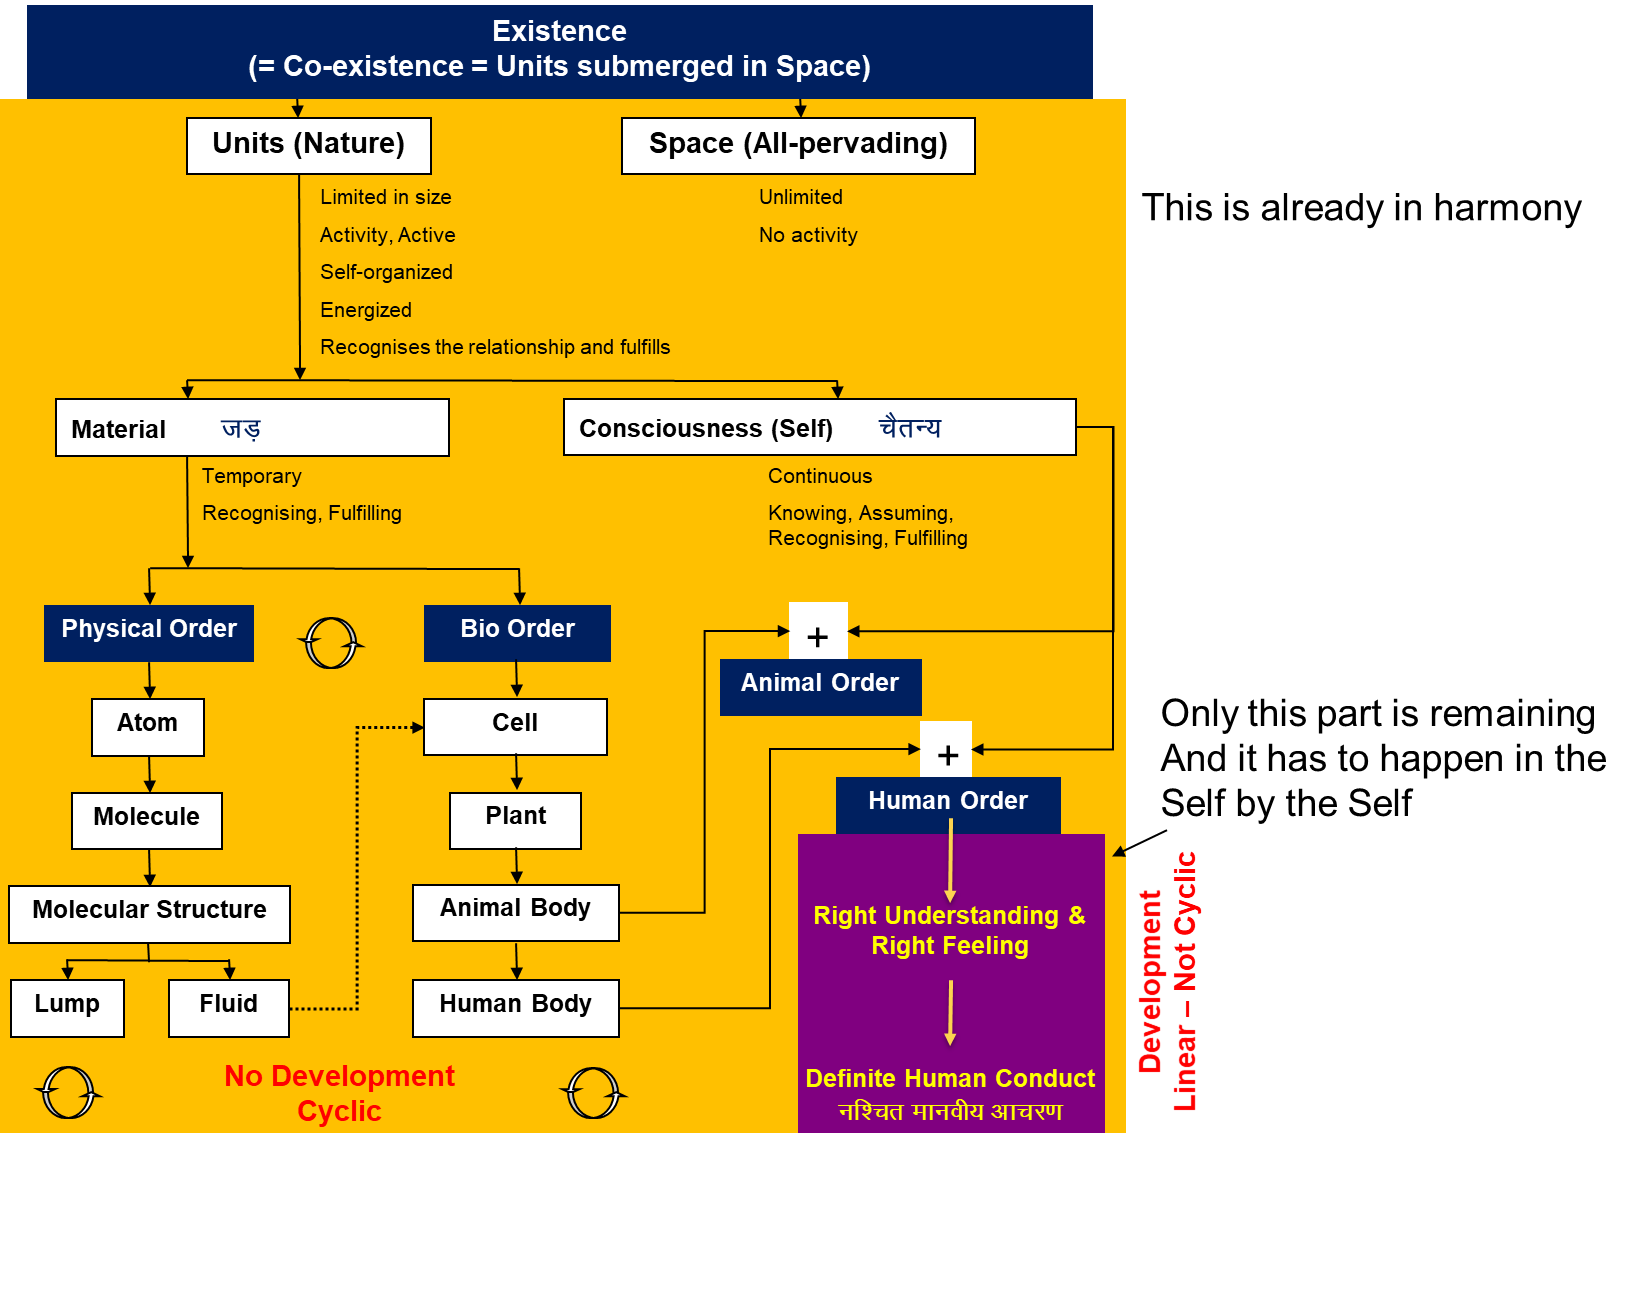 Existence
(= Co-existence = Units submerged in Space)
Units (Nature)
Space (All-pervading)
Limited in size
Activity, Active
Self-organized
Energized
Recognises the relationship and fulfills
Unlimited
No activity
This is already in harmony
Material जड़
Consciousness (Self) चैतन्य
Temporary
Recognising, Fulfilling
Continuous
Knowing, Assuming,
Recognising, Fulfilling
Physical Order
Bio Order
+
Animal Order
Atom
Cell
+
Human Order
Only this part is remaining
And it has to happen in the
Self by the Self
Molecule
Plant
Molecular Structure
Animal Body
Right Understanding &
Right Feeling
Lump
Fluid
Human Body
No Development
Cyclic
Definite Human Conduct
नश्चित मानवीय आचरण
Development
Linear – Not Cyclic